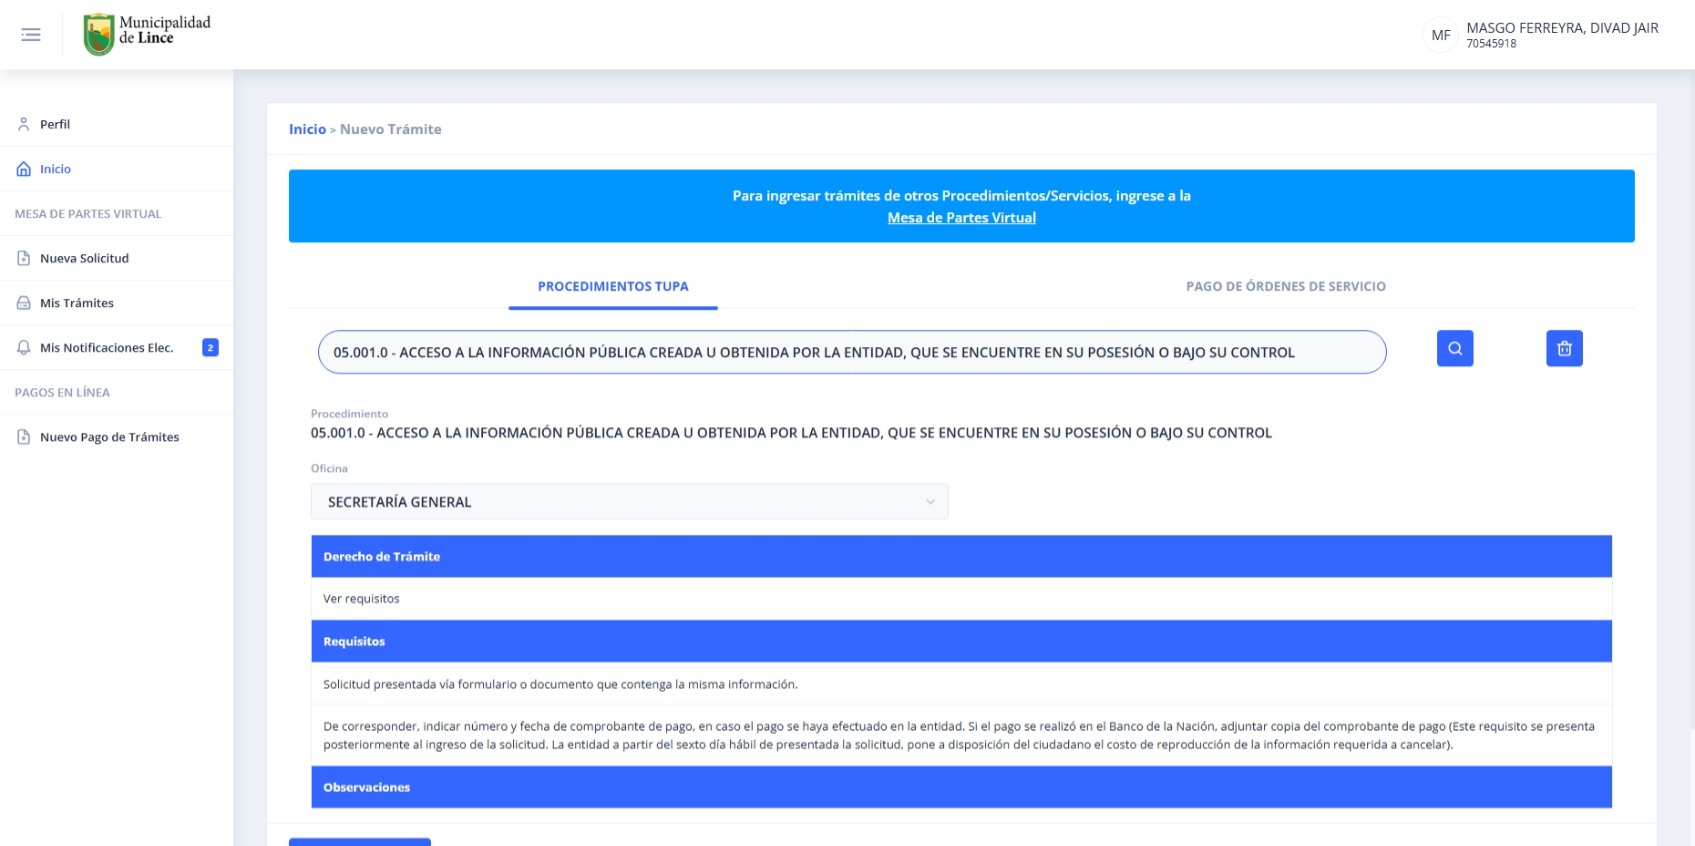 Municipalidad
de Lince
MF
MASGO FERREYRA, DIVAD JAIR
70545918
Perfil
Inicio
MESA DE PARTES VIRTUAL
Nueva Solicitud
Mis Trámites
Mis Notificaciones Elec.
2
PAGOS EN LÍNEA
Nuevo Pago de Trámites
Inicio > Nuevo Trámite
Para ingresar trámites de otros Procedimientos/Servicios, ingrese a la
Mesa de Partes Virtual
PROCEDIMIENTOS TUPA
PAGO DE ÓRDENES DE SERVICIO
05.001.0 - ACCESO A LA INFORMACIÓN PÚBLICA CREADA U OBTENIDA POR LA ENTIDAD, QUE SE ENCUENTRE EN SU POSESIÓN O BAJO SU CONTROL
Procedimiento
05.001.0 - ACCESO A LA INFORMACIÓN PÚBLICA CREADA U OBTENIDA POR LA ENTIDAD, QUE SE ENCUENTRE EN SU POSESIÓN O BAJO SU CONTROL
Oficina
SECRETARÍA GENERAL
Derecho de Trámite
Ver requisitos
Requisitos
Solicitud presentada vía formulario o documento que contenga la misma información.
De corresponder, indicar número y fecha de comprobante de pago, en caso el pago se haya efectuado en la entidad. Si el pago se realizó en el Banco de la Nación, adjuntar copia del comprobante de pago (Este requisito se presenta
posteriormente al ingreso de la solicitud. La entidad a partir del sexto día hábil de presentada la solicitud, pone a disposición del ciudadano el costo de reproducción de la información requerida a cancelar).
Observaciones